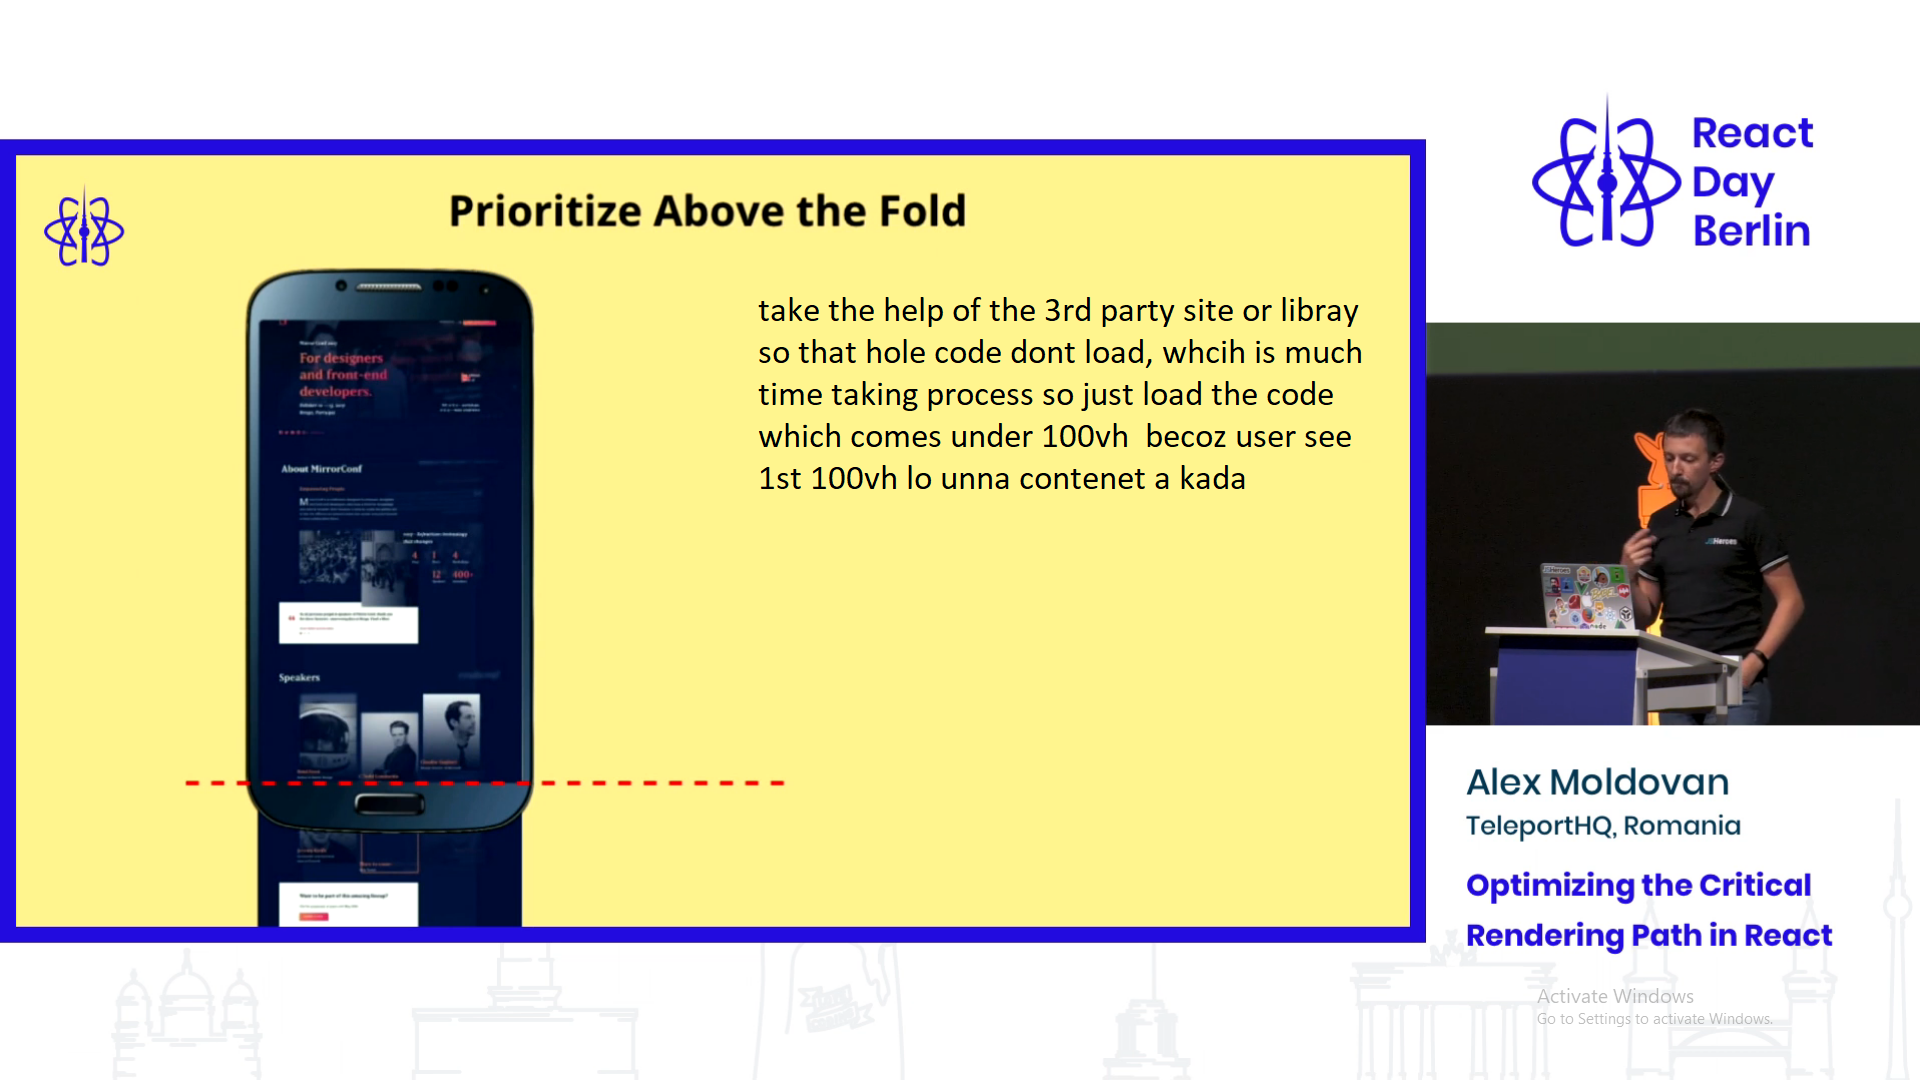 Prioritize Above the Fold
For designers
and front-end
developers.
About MirrorConf
Speakers
take the help of the 3rd party site or libray
so that hole code dont load, whcih is much
time taking process so just load the code
which comes under 100vh  becoz user see
1st 100vh lo unna contenet a kada
React
Day
Berlin
Alex Moldovan
TeleportHQ, Romania
Optimizing the Critical
Rendering Path in React
Activate Windows
Go to Settings to activate Windows.